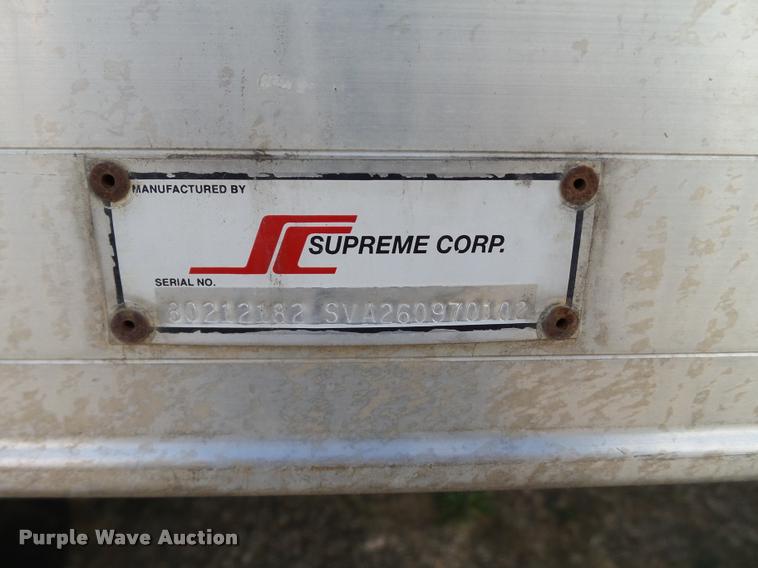 MANUFACTURED BY
SUPREME CORP.
SERIAL NO.
80212182 SVA260970102
Purple Wave Auction